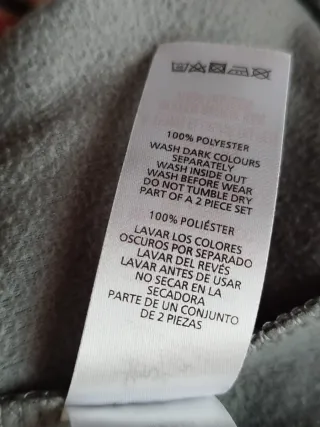 100% POLYESTER
WASH DARK COLOURS
SEPARATELY
WASH INSIDE OUT
WASH BEFORE WEAR
DO NOT TUMBLE DRY
PART OF A 2 PIECE SET
100% POLIÉSTER
LAVAR LOS COLORES
OSCUROS POR SEPARADO
LAVAR DEL REVÉS
LAVAR ANTES DE USAR
NO SECAR EN LA
SECADORA
PARTE DE UN CONJUNTO
DE 2 PIEZAS